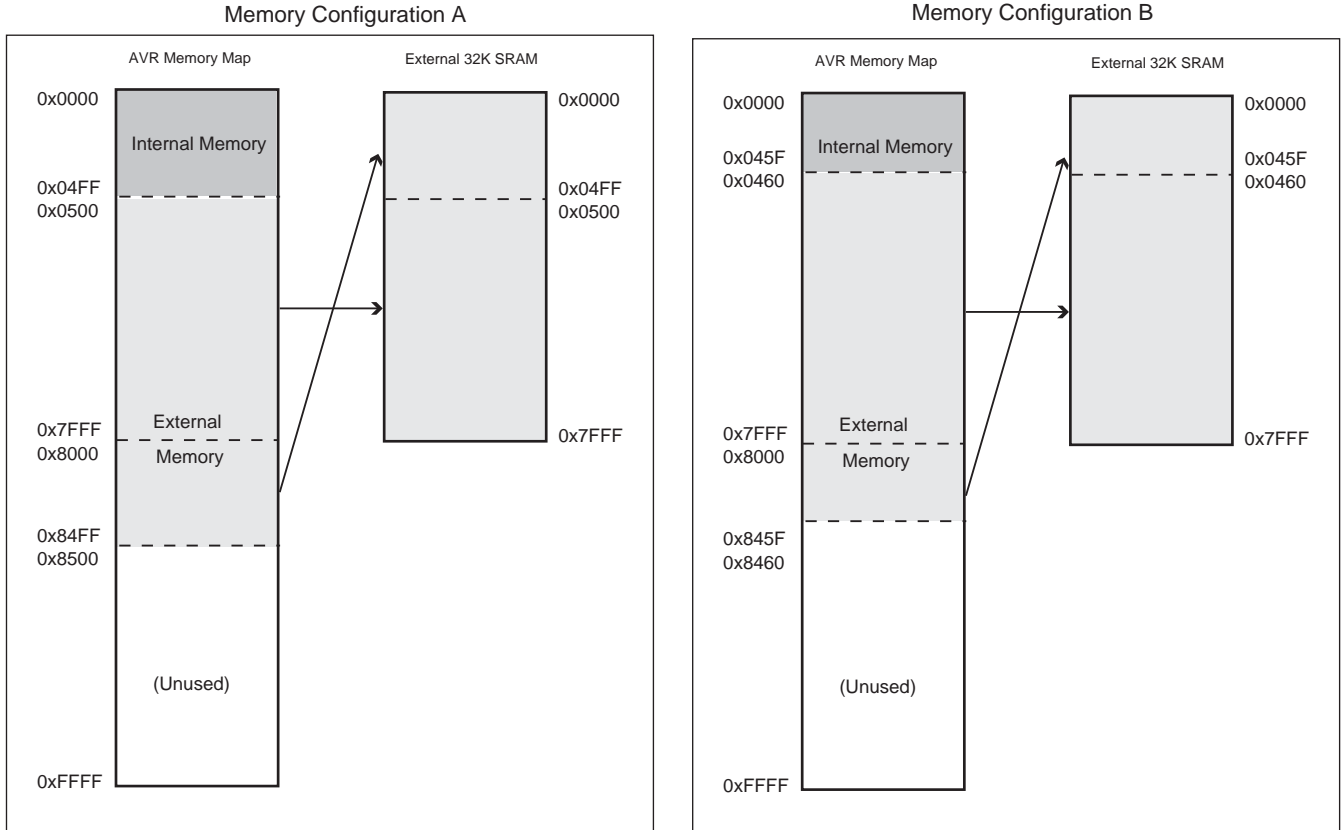 Memory Configuration A
AVR Memory Map
External 32K SRAM
0x0000
0x0000
Internal Memory
0x04FF
0x0500
0x04FF
0x0500
External
Memory
0x7FFF
0x8000
0x7FFF
0x84FF
0x8500
(Unused)
0xFFFF
Memory Configuration B
AVR Memory Map
External 32K SRAM
0x0000
0x0000
Internal Memory
0x045F
0x0460
0x045F
0x0460
External
Memory
0x7FFF
0x8000
0x7FFF
0x845F
0x8460
(Unused)
0xFFFF